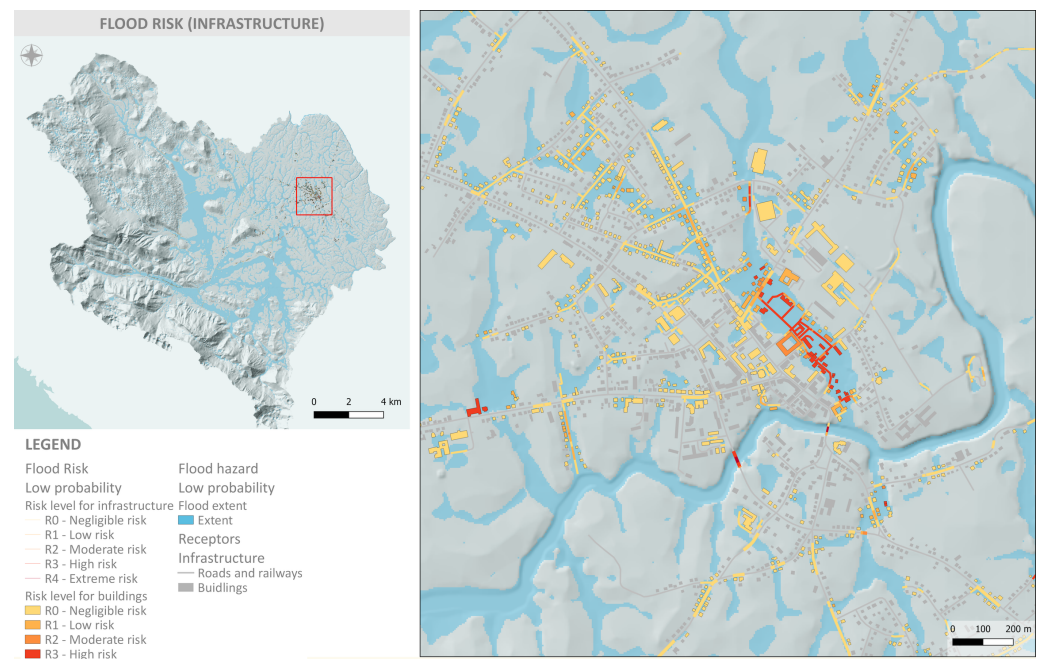 FLOOD RISK (INFRASTRUCTURE)
0 2 4 km
LEGEND
Flood Risk
Low probability
Risk level for infrastructure
R0 - Negligible risk
R1 - Low risk
R2 - Moderate risk
R3 - High risk
R4 - Extreme risk
Risk level for buildings
R0 - Negligible risk
R1 - Low risk
R2 - Moderate risk
R3 - High risk
Flood hazard
Low probability
Flood extent
Extent
Receptors
Infrastructure
Roads and railways
Buidlings
0 100 200 m